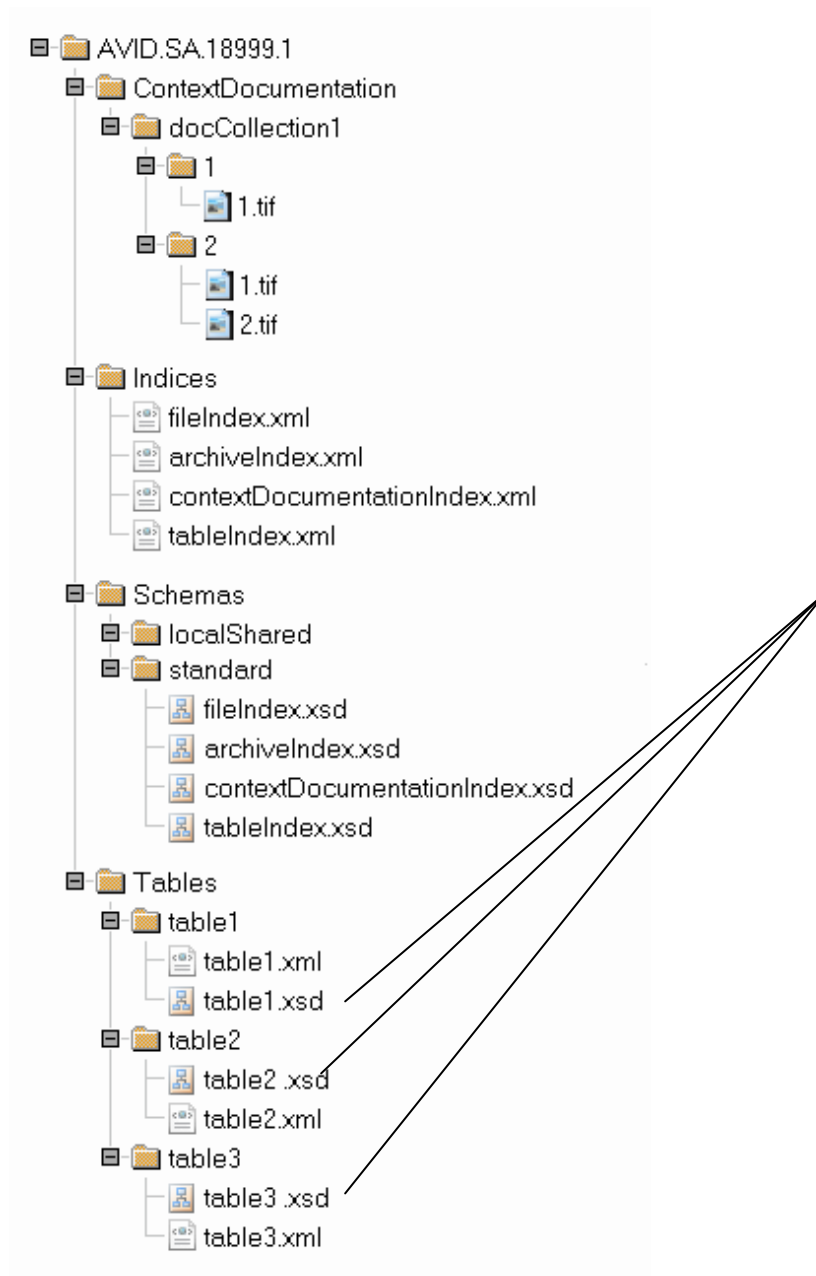 AVID.SA.18999.1
ContextDocumentation
docCollection1
1
1.tif
2
1.tif
2.tif
Indices
fileIndex.xml
archiveIndex.xml
contextDocumentationIndex.xml
tableIndex.xml
Schemas
localShared
standard
fileIndex.xsd
archiveIndex.xsd
contextDocumentationIndex.xsd
tableIndex.xsd
Tables
table1
table1.xml
table1.xsd
table2
table2 .xsd
table2.xml
table3
table3 .xsd
table3.xml